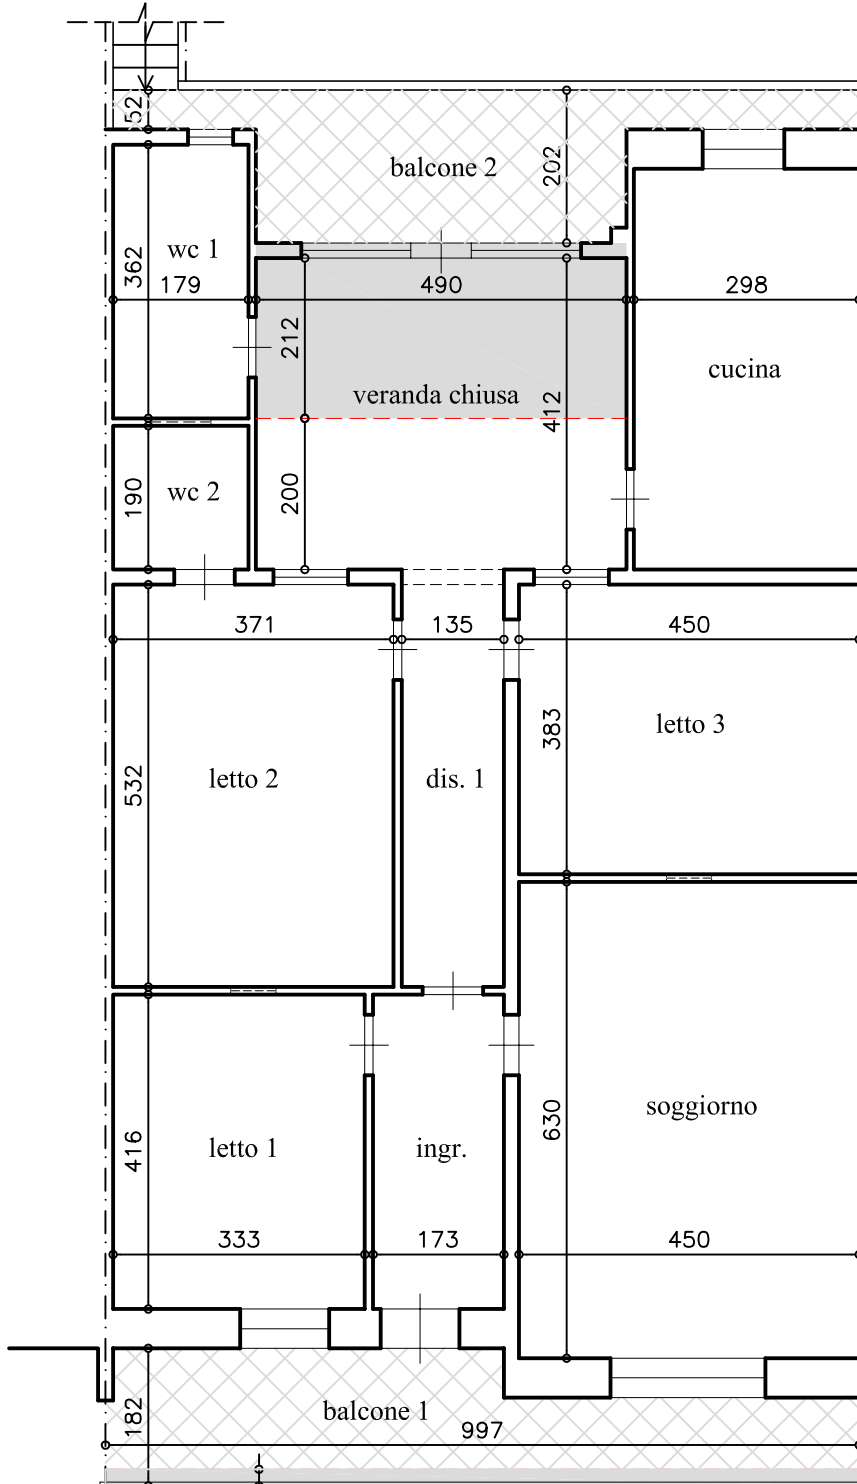 52
balcone 2
202
wc 1
362
179
490
298
212
cucina
veranda chiusa
412
wc 2
190
200
371
135
450
letto 3
383
letto 2
532
dis. 1
soggiorno
630
letto 1
416
ingr.
333
173
450
balcone 1
182
997